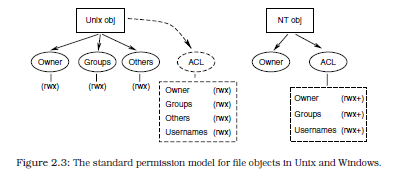 Unix obj
NT obj
Owner Groups Others ACL
Owner ACL
(rwx) (rwx) (rwx)
Owner (rwx)
Groups (rwx)
Others (rwx)
Usernames (rwx)
Owner (rwx+)
Groups (rwx+)
Usernames (rwx+)
Figure 2.3: The standard permission model for file objects in Unix and Windows.